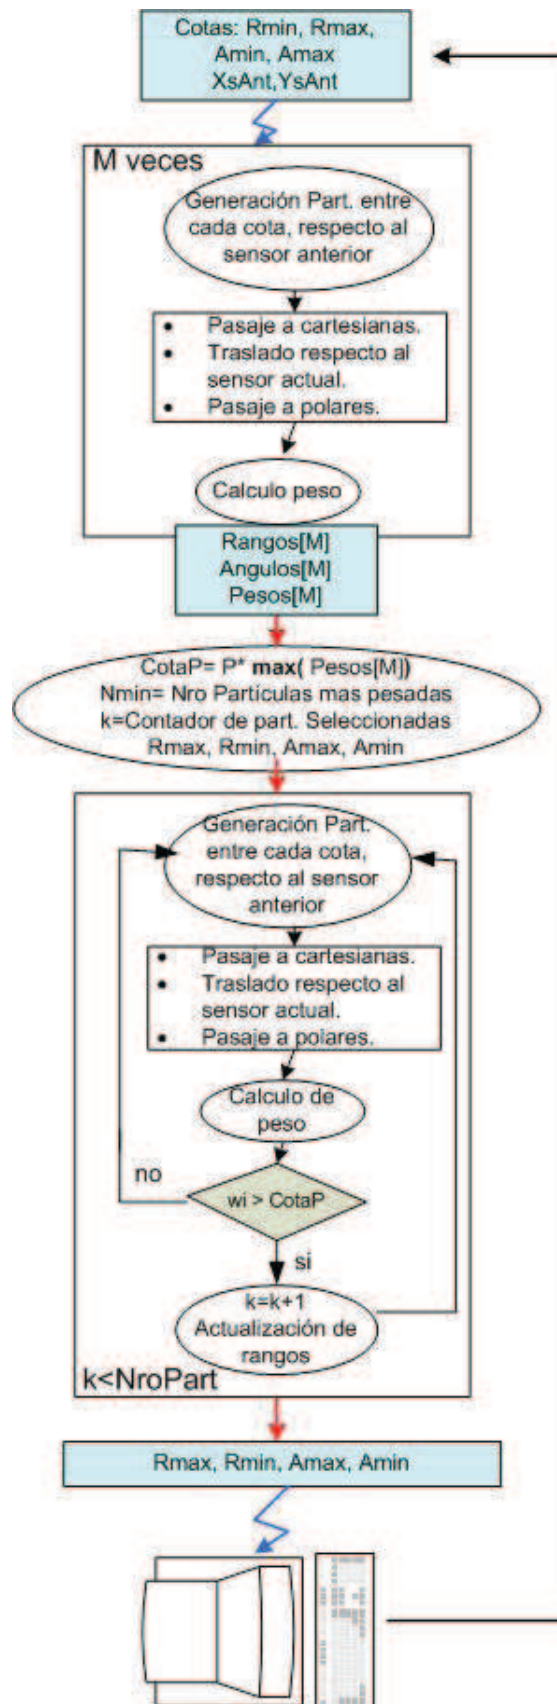 Cotas: Rmin, Rmax,
Amin, Amax
XsAnt,YsAnt
M veces
Generación Part. entre
cada cota, respecto al
sensor anterior
• Pasaje a cartesianas.
• Traslado respecto al
sensor actual.
• Pasaje a polares.
Calculo peso
Rangos[M]
Angulos[M]
Pesos[M]
CotaP= P* max( Pesos[M])
Nmin= Nro Partículas mas pesadas
k=Contador de part. Seleccionadas
Rmax, Rmin, Amax, Amin
Generación Part.
entre cada cota,
respecto al sensor
anterior
• Pasaje a cartesianas.
• Traslado respecto al
sensor actual.
• Pasaje a polares.
Calculo de
peso
no
wi > CotaP
si
k=k+1
Actualización de
rangos
k<NroPart
Rmax, Rmin, Amax, Amin